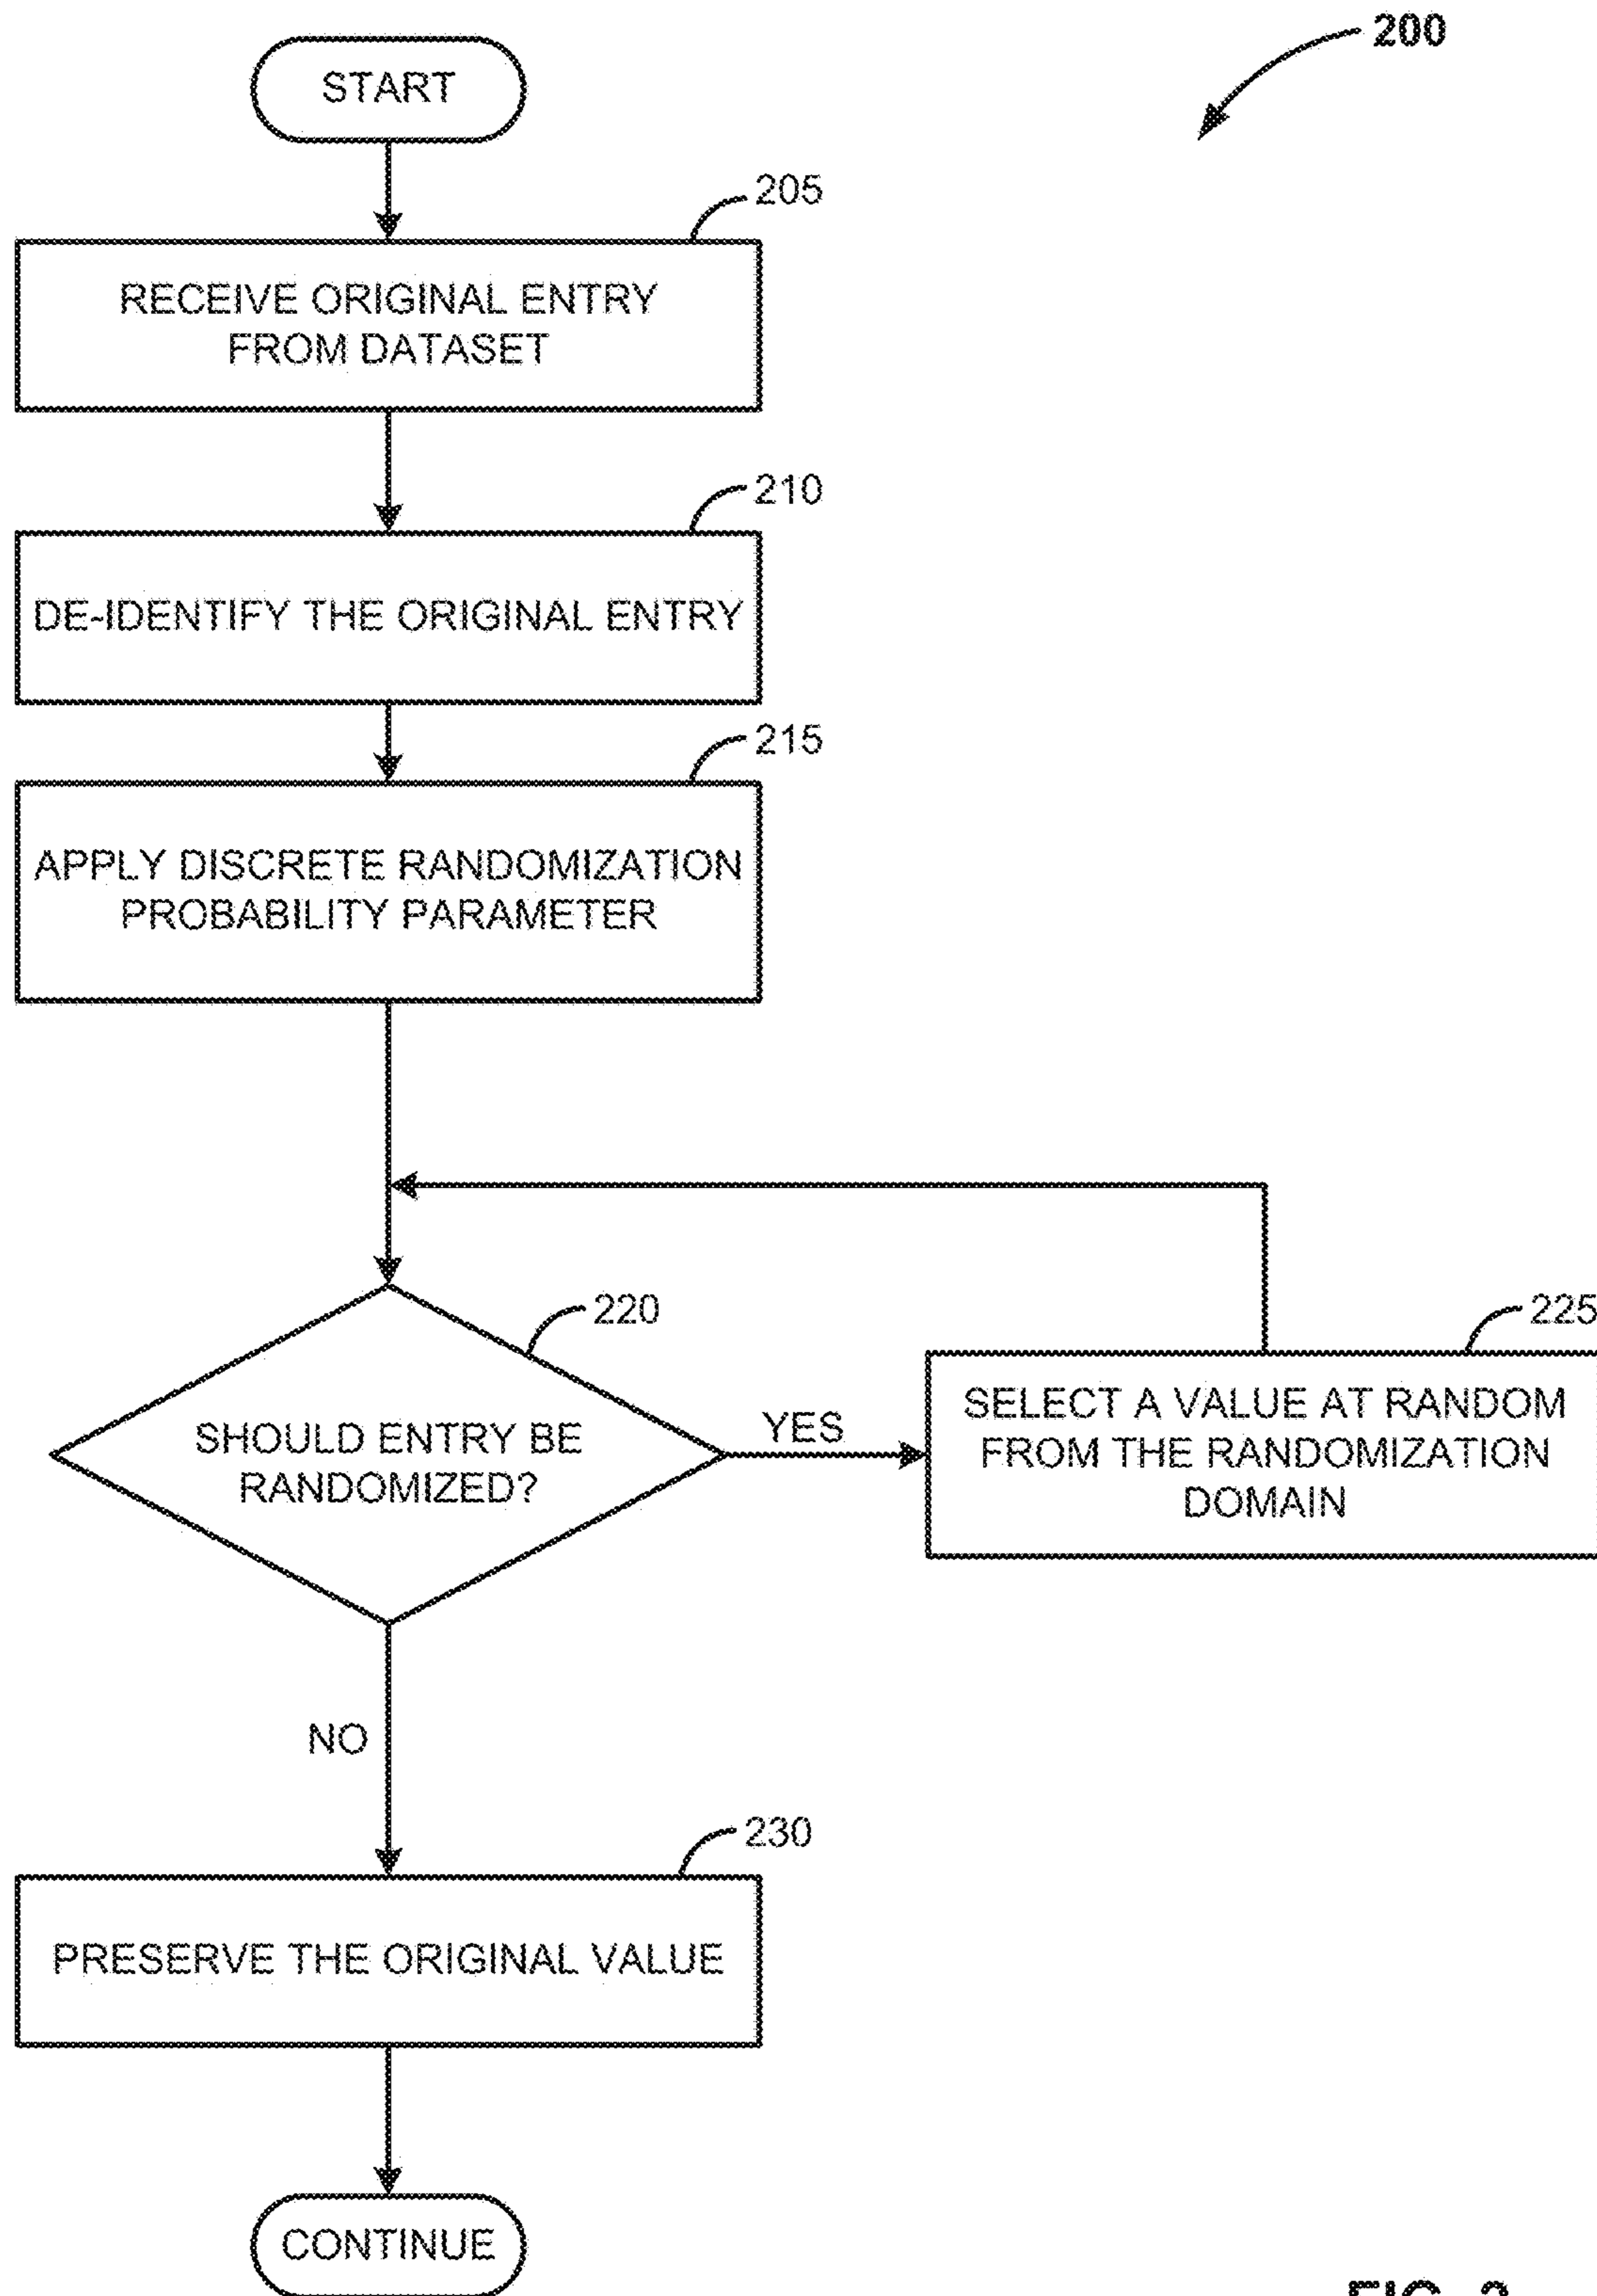 200
START
205
RECEIVE ORIGINAL ENTRY
FROM DATASET
210
DE-IDENTIFY THE ORIGINAL ENTRY
215
APPLY DISCRETE RANDOMIZATION
PROBABILITY PARAMETER
220
SHOULD ENTRY BE
RANDOMIZED?
YES
225
SELECT A VALUE AT RANDOM
FROM THE RANDOMIZATION
DOMAIN
NO
230
PRESERVE THE ORIGINAL VALUE
CONTINUE
FIG.